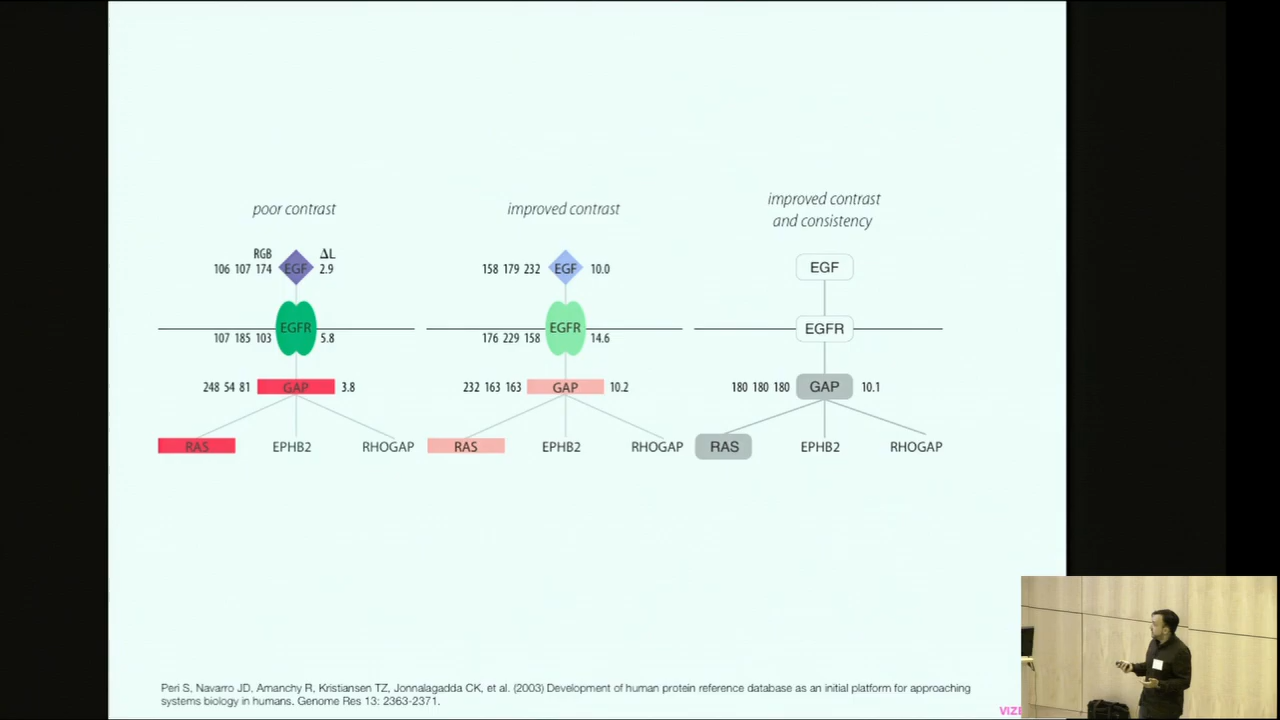 poor contrast
RGB ΔL
106 107 174 EGF 2.9
EGFR
107 185 103 5.8
248 54 81 GAP 3.8
RAS EPHB2 RHOGAP
improved contrast
158 179 232 EGF 10.0
EGFR
176 229 158 14.6
232 163 163 GAP 10.2
RAS EPHB2 RHOGAP
improved contrast
and consistency
EGF
EGFR
180 180 180 GAP 10.1
RAS EPHB2 RHOGAP
Peri S, Navarro JD, Amanchy R, Kristiansen TZ, Jonnalagadda CK, et al. (2003) Development of human protein reference database as an initial platform for approaching
systems biology in humans. Genome Res 13: 2363-2371.